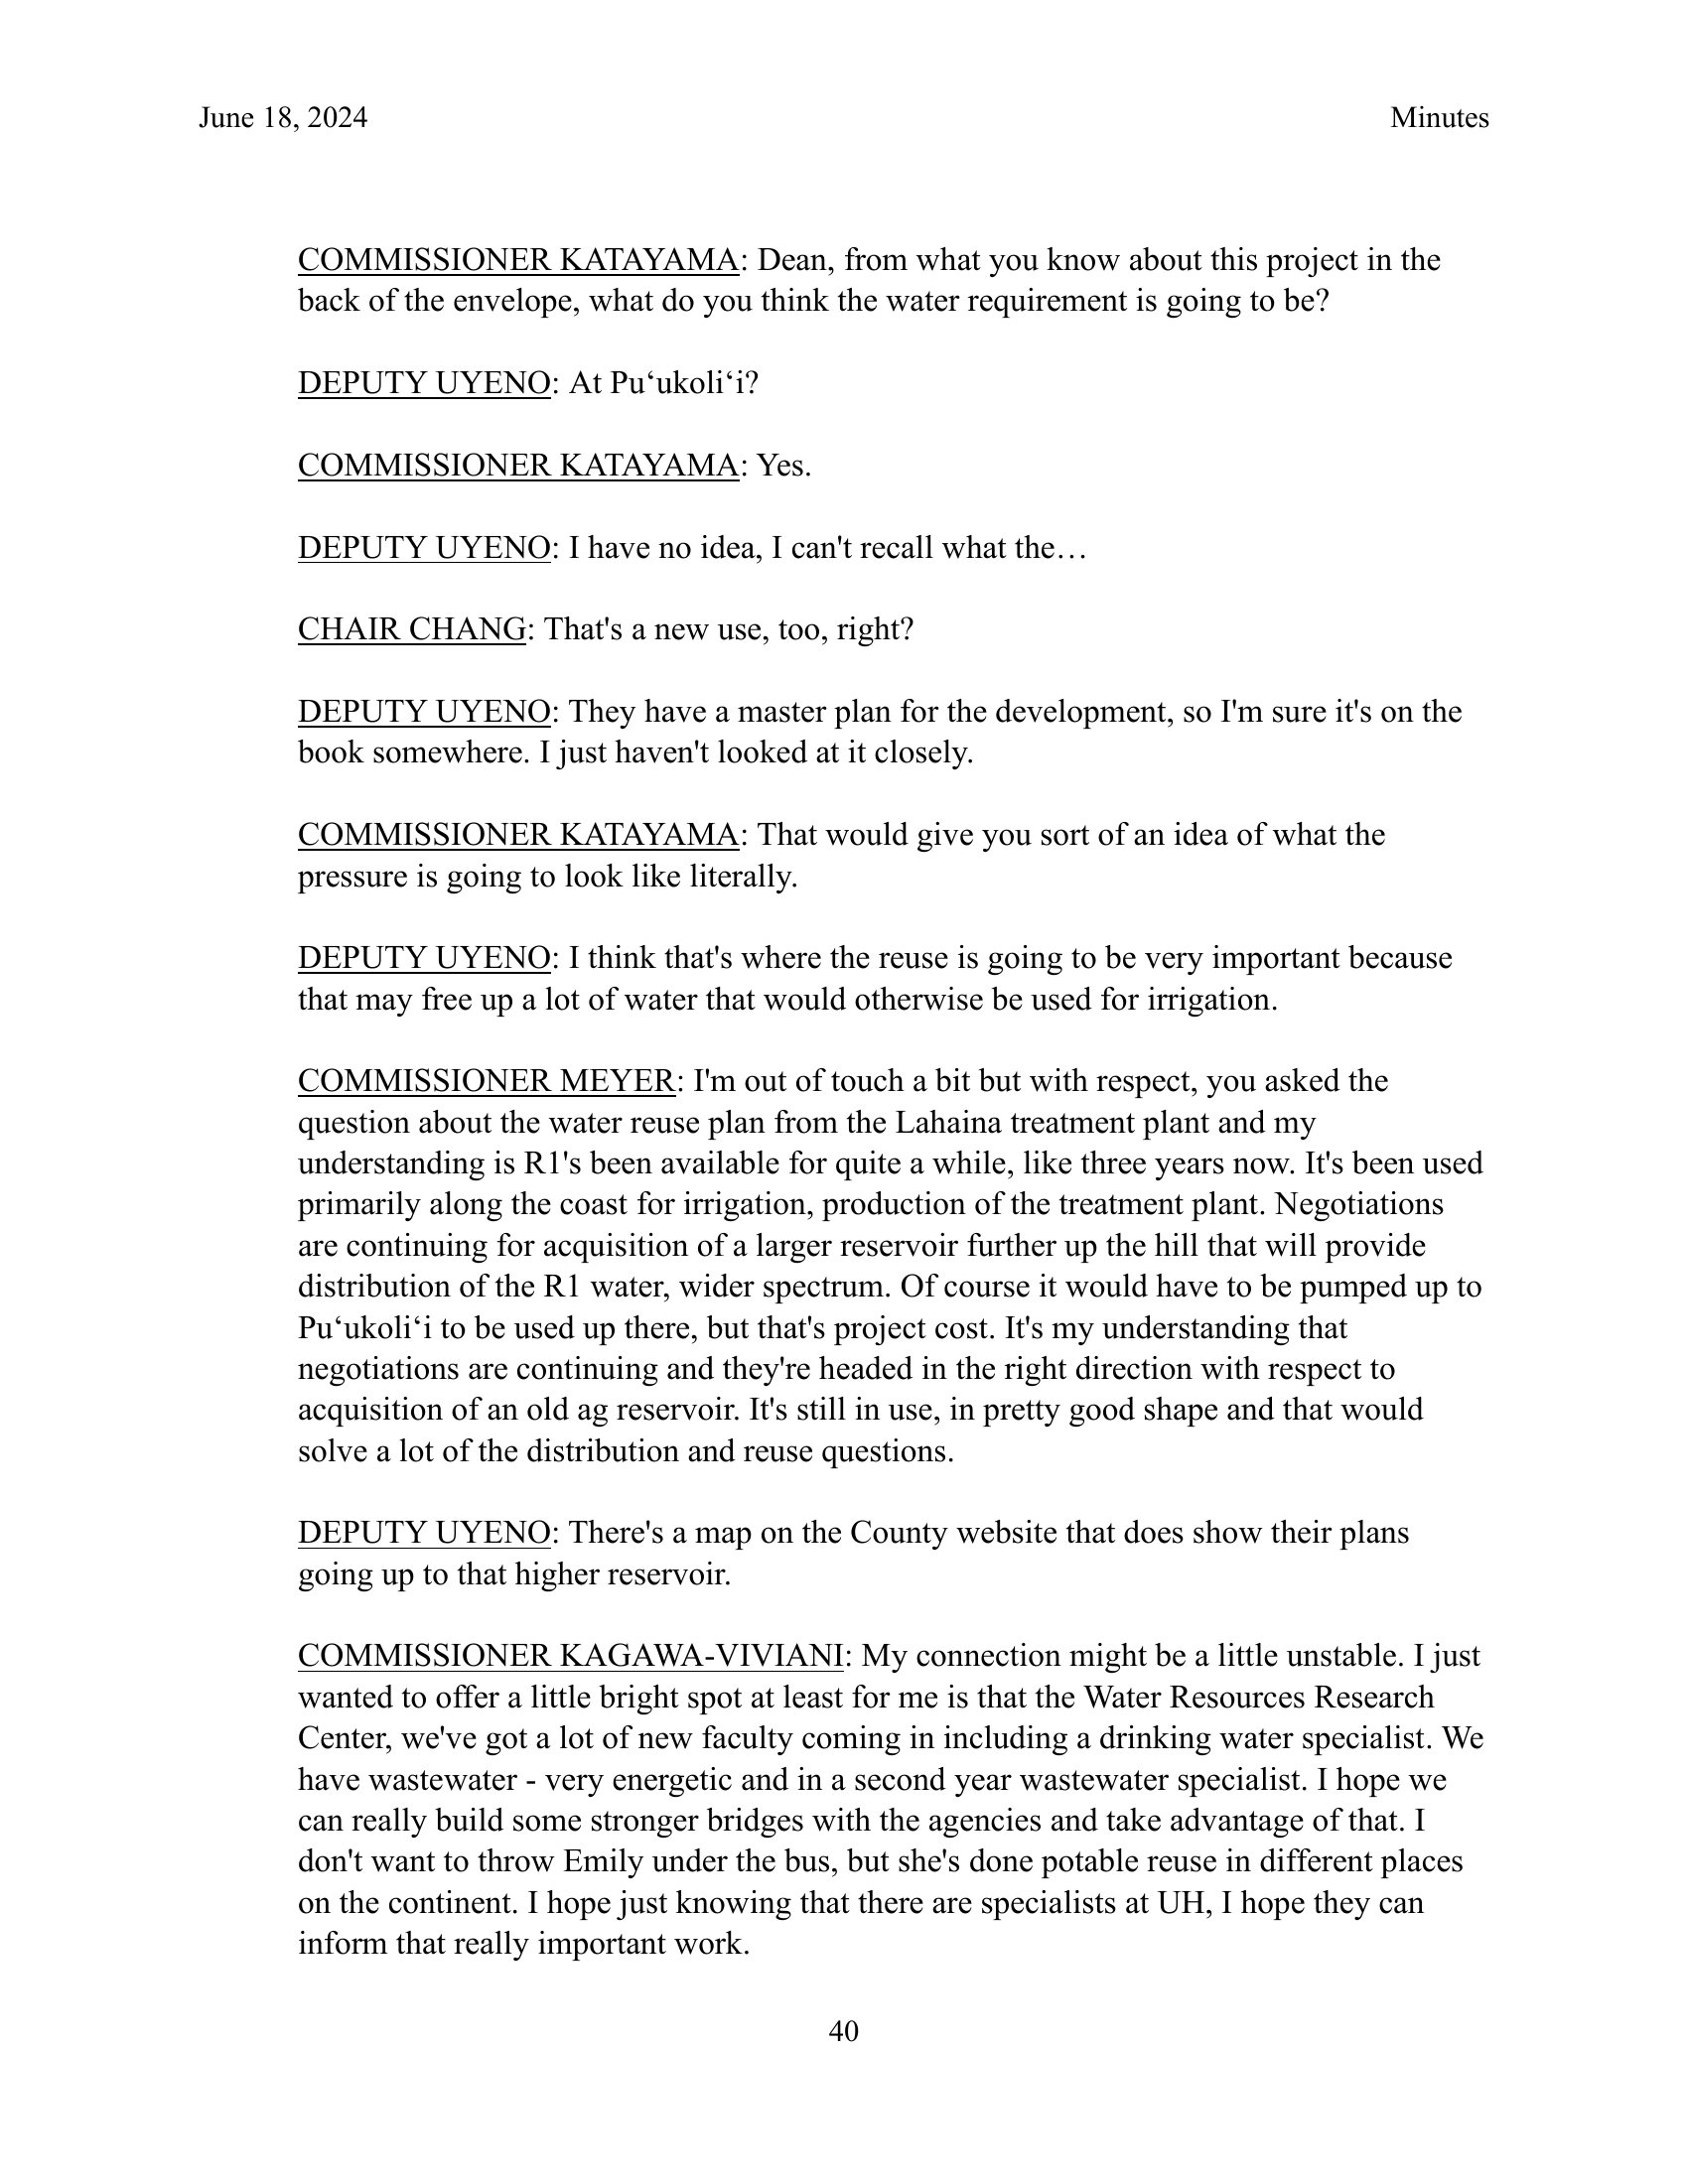 June 18, 2024 Minutes
COMMISSIONER KATAYAMA: Dean, from what you know about this project in the
back of the envelope, what do you think the water requirement is going to be?
DEPUTY UYENO: At Pu‘ukoli‘i?
COMMISSIONER KATAYAMA: Yes.
DEPUTY UYENO: I have no idea, I can't recall what the…
CHAIR CHANG: That's a new use, too, right?
DEPUTY UYENO: They have a master plan for the development, so I'm sure it's on the
book somewhere. I just haven't looked at it closely.
COMMISSIONER KATAYAMA: That would give you sort of an idea of what the
pressure is going to look like literally.
DEPUTY UYENO: I think that's where the reuse is going to be very important because
that may free up a lot of water that would otherwise be used for irrigation.
COMMISSIONER MEYER: I'm out of touch a bit but with respect, you asked the
question about the water reuse plan from the Lahaina treatment plant and my
understanding is R1's been available for quite a while, like three years now. It's been used
primarily along the coast for irrigation, production of the treatment plant. Negotiations
are continuing for acquisition of a larger reservoir further up the hill that will provide
distribution of the R1 water, wider spectrum. Of course it would have to be pumped up to
Pu‘ukoli‘i to be used up there, but that's project cost. It's my understanding that
negotiations are continuing and they're headed in the right direction with respect to
acquisition of an old ag reservoir. It's still in use, in pretty good shape and that would
solve a lot of the distribution and reuse questions.
DEPUTY UYENO: There's a map on the County website that does show their plans
going up to that higher reservoir.
COMMISSIONER KAGAWA-VIVIANI: My connection might be a little unstable. I just
wanted to offer a little bright spot at least for me is that the Water Resources Research
Center, we've got a lot of new faculty coming in including a drinking water specialist. We
have wastewater - very energetic and in a second year wastewater specialist. I hope we
can really build some stronger bridges with the agencies and take advantage of that. I
don't want to throw Emily under the bus, but she's done potable reuse in different places
on the continent. I hope just knowing that there are specialists at UH, I hope they can
inform that really important work.
40